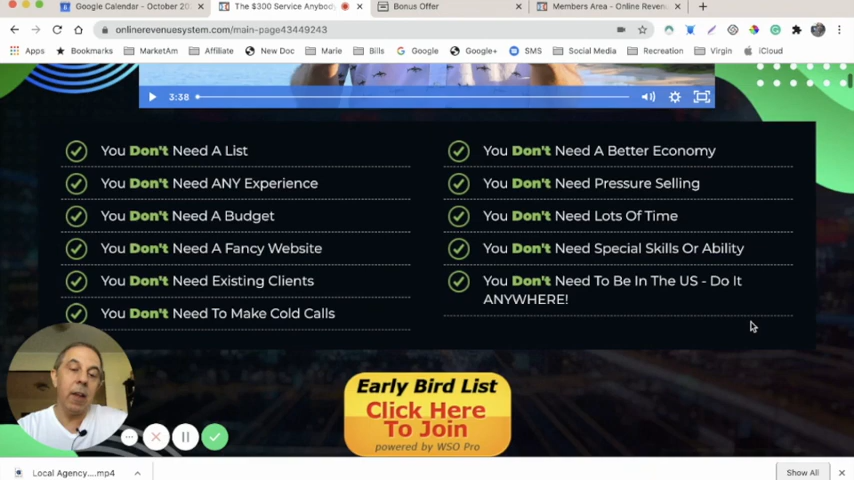 Google Calendar - October 202
The $300 Service Anybody
Bonus Offer
Members Area - Online Revenu
onlinerevenuesystem.com/main-page43449243
Apps
Bookmarks
MarketAm
Affiliate
New Doc
Marie
Bills
Google
Google+
SMS
Social Media
Recreation
Virgin
iCloud
3:38
You Don't Need A List
You Don't Need ANY Experience
You Don't Need A Budget
You Don't Need A Fancy Website
You Don't Need Existing Clients
You Don't Need To Make Cold Calls
You Don't Need A Better Economy
You Don't Need Pressure Selling
You Don't Need Lots Of Time
You Don't Need Special Skills Or Ability
You Don't Need To Be In The US - Do It
ANYWHERE!
Early Bird List
Click Here
To Join
powered by WSO Pro
Local Agency....mp4
Show All